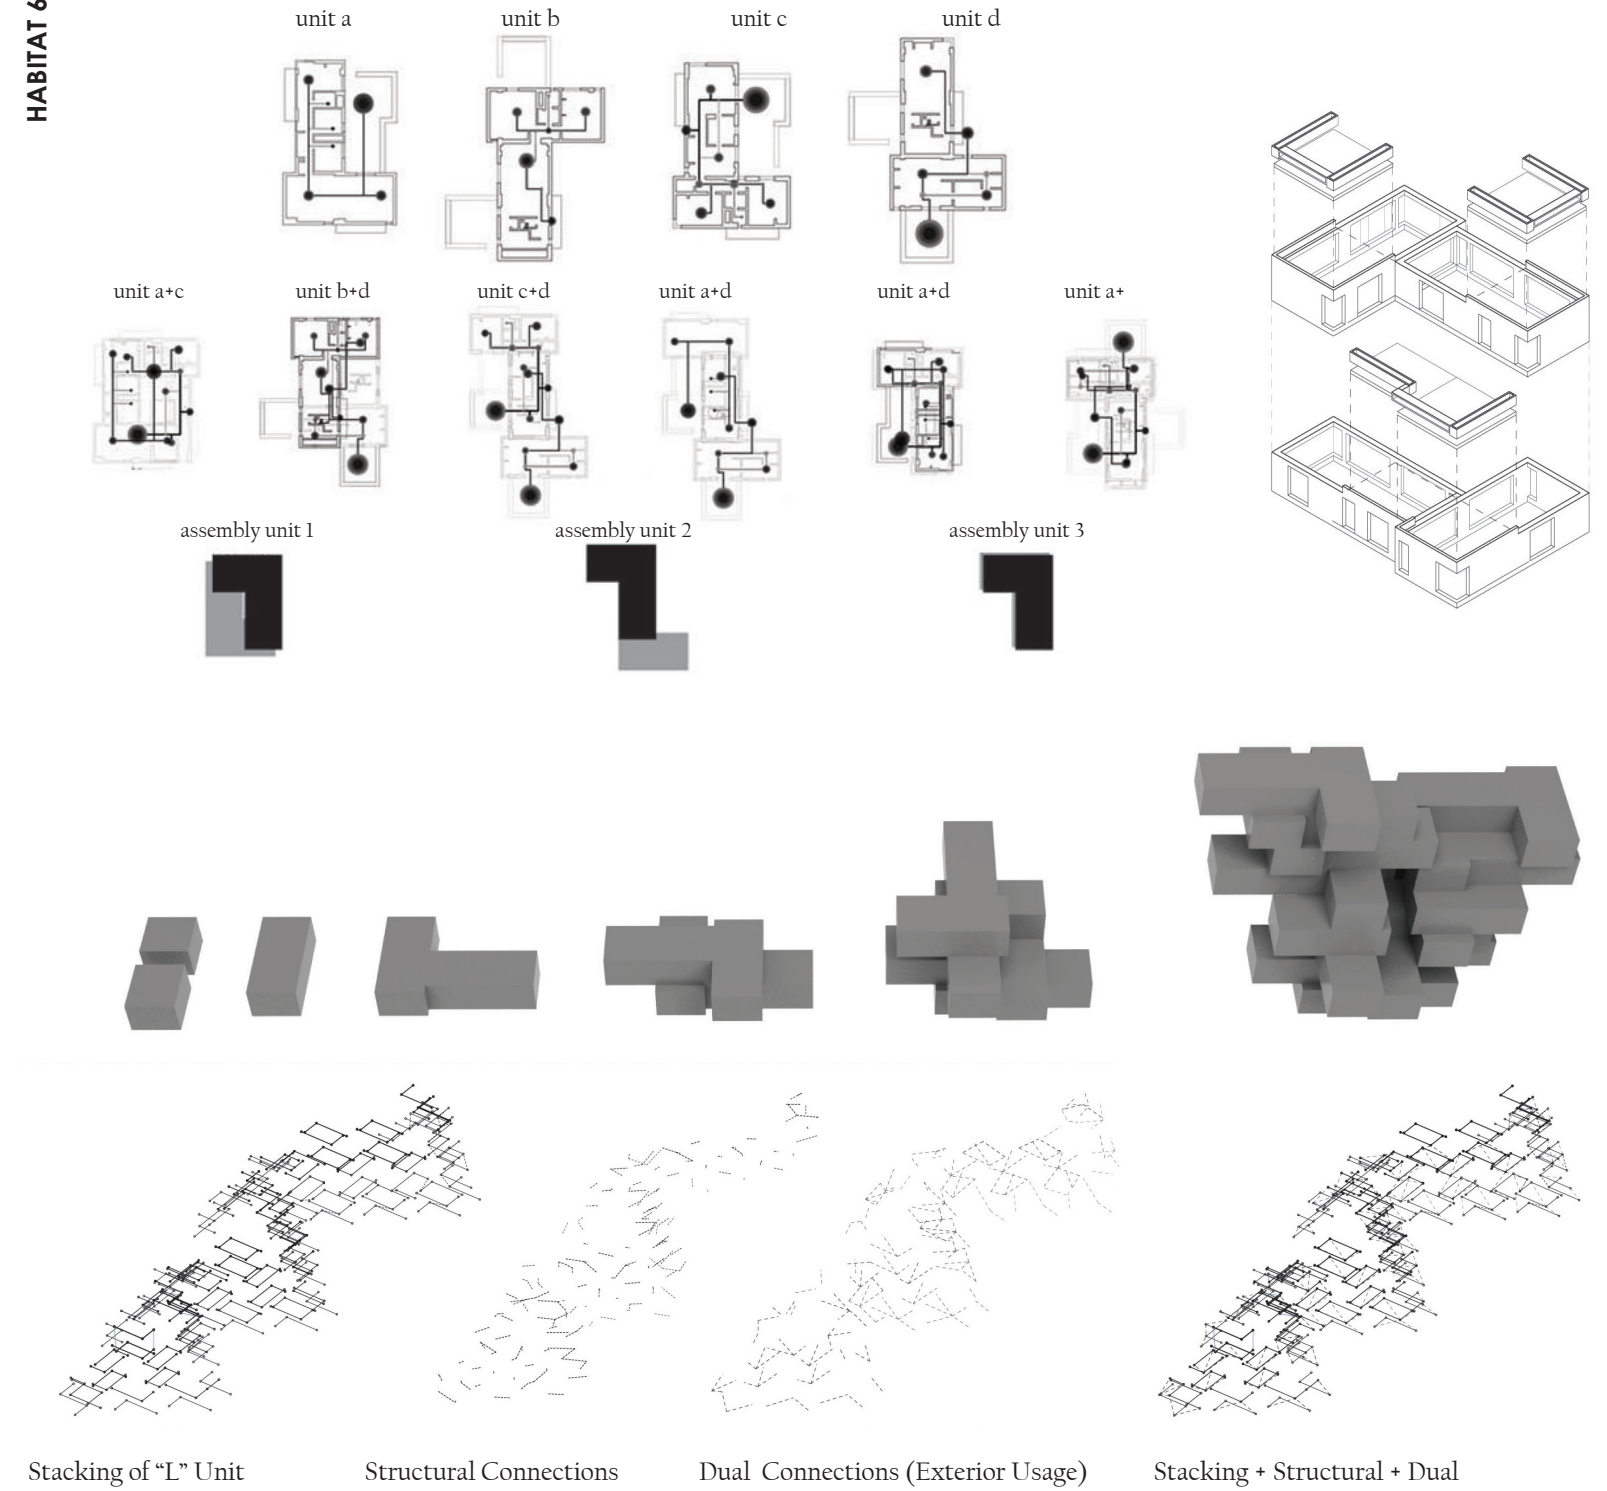 HABITAT 6
unit a
unit b
unit c
unit d
unit a+c
unit b+d
unit c+d
unit a+d
unit a+d
unit a+
assembly unit 1
assembly unit 2
assembly unit 3
Stacking of “L” Unit
Structural Connections
Dual Connections (Exterior Usage)
Stacking + Structural + Dual